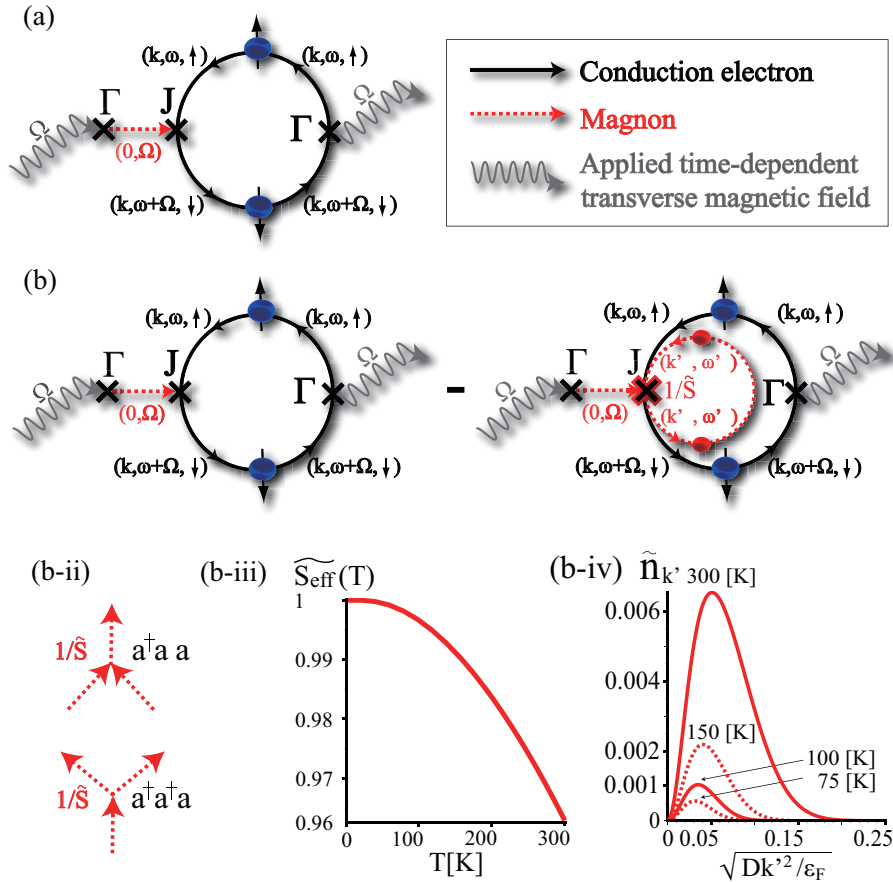 (a)
(k,ω,↑) (k,ω,↑)
Ω Γ J Γ Ω
(0,Ω)
(k,ω+Ω,↓) (k,ω+Ω,↓)
Conduction electron
Magnon
Applied time-dependent
transverse magnetic field
(b)
(k,ω,↑) (k,ω,↑)
Ω Γ J Γ Ω
(0,Ω)
(k,ω+Ω,↓) (k,ω+Ω,↓)
-
(k,ω,↑) (k,ω,↑)
(k', ω')
Ω Γ J 1/S̃ Γ Ω
(0,Ω)
(k', ω')
(k,ω+Ω,↓) (k,ω+Ω,↓)
(b-ii)
1/S̃ a†a a
1/S̃ a†a†a
(b-iii) S̃eff(T)
1
0.99
0.98
0.97
0.96
0 100 200 300
T[K]
(b-iv) ñk'
300 [K]
150 [K]
100 [K]
75 [K]
0.006
0.004
0.002
0.001
0
0 0.05 0.15 0.25
√Dk'²/εF